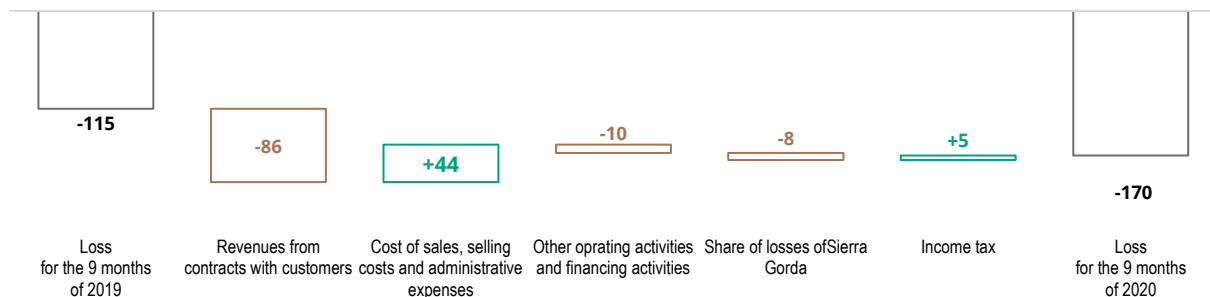 -115
-86
+44
-10
-8
+5
-170
Loss
for the 9 months
of 2019
Revenues from
contracts with customers
Cost of sales, selling
costs and administrative
expenses
Other oprating activities
and financing activities
Share of losses ofSierra
Gorda
Income tax
Loss
for the 9 months
of 2020